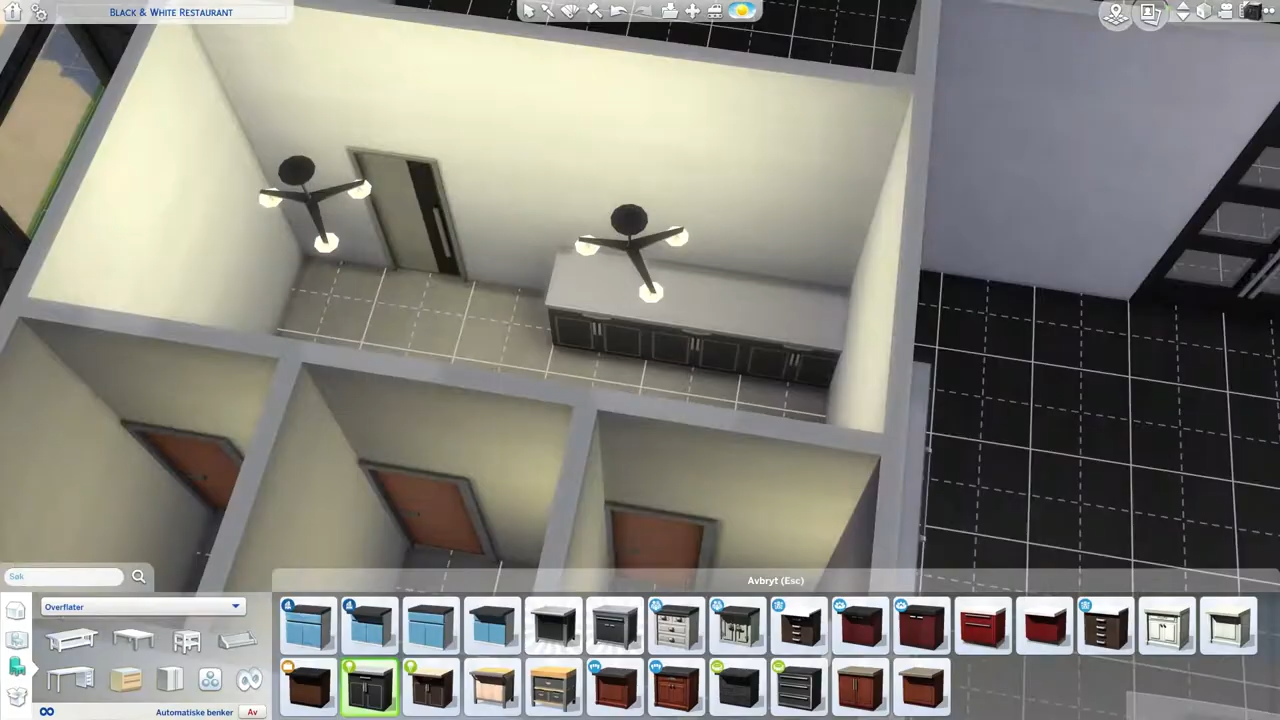 BLACK & WHITE RESTAURANT
Avbryt (Esc)
Søk
Overflater
Automatiske benker
Av